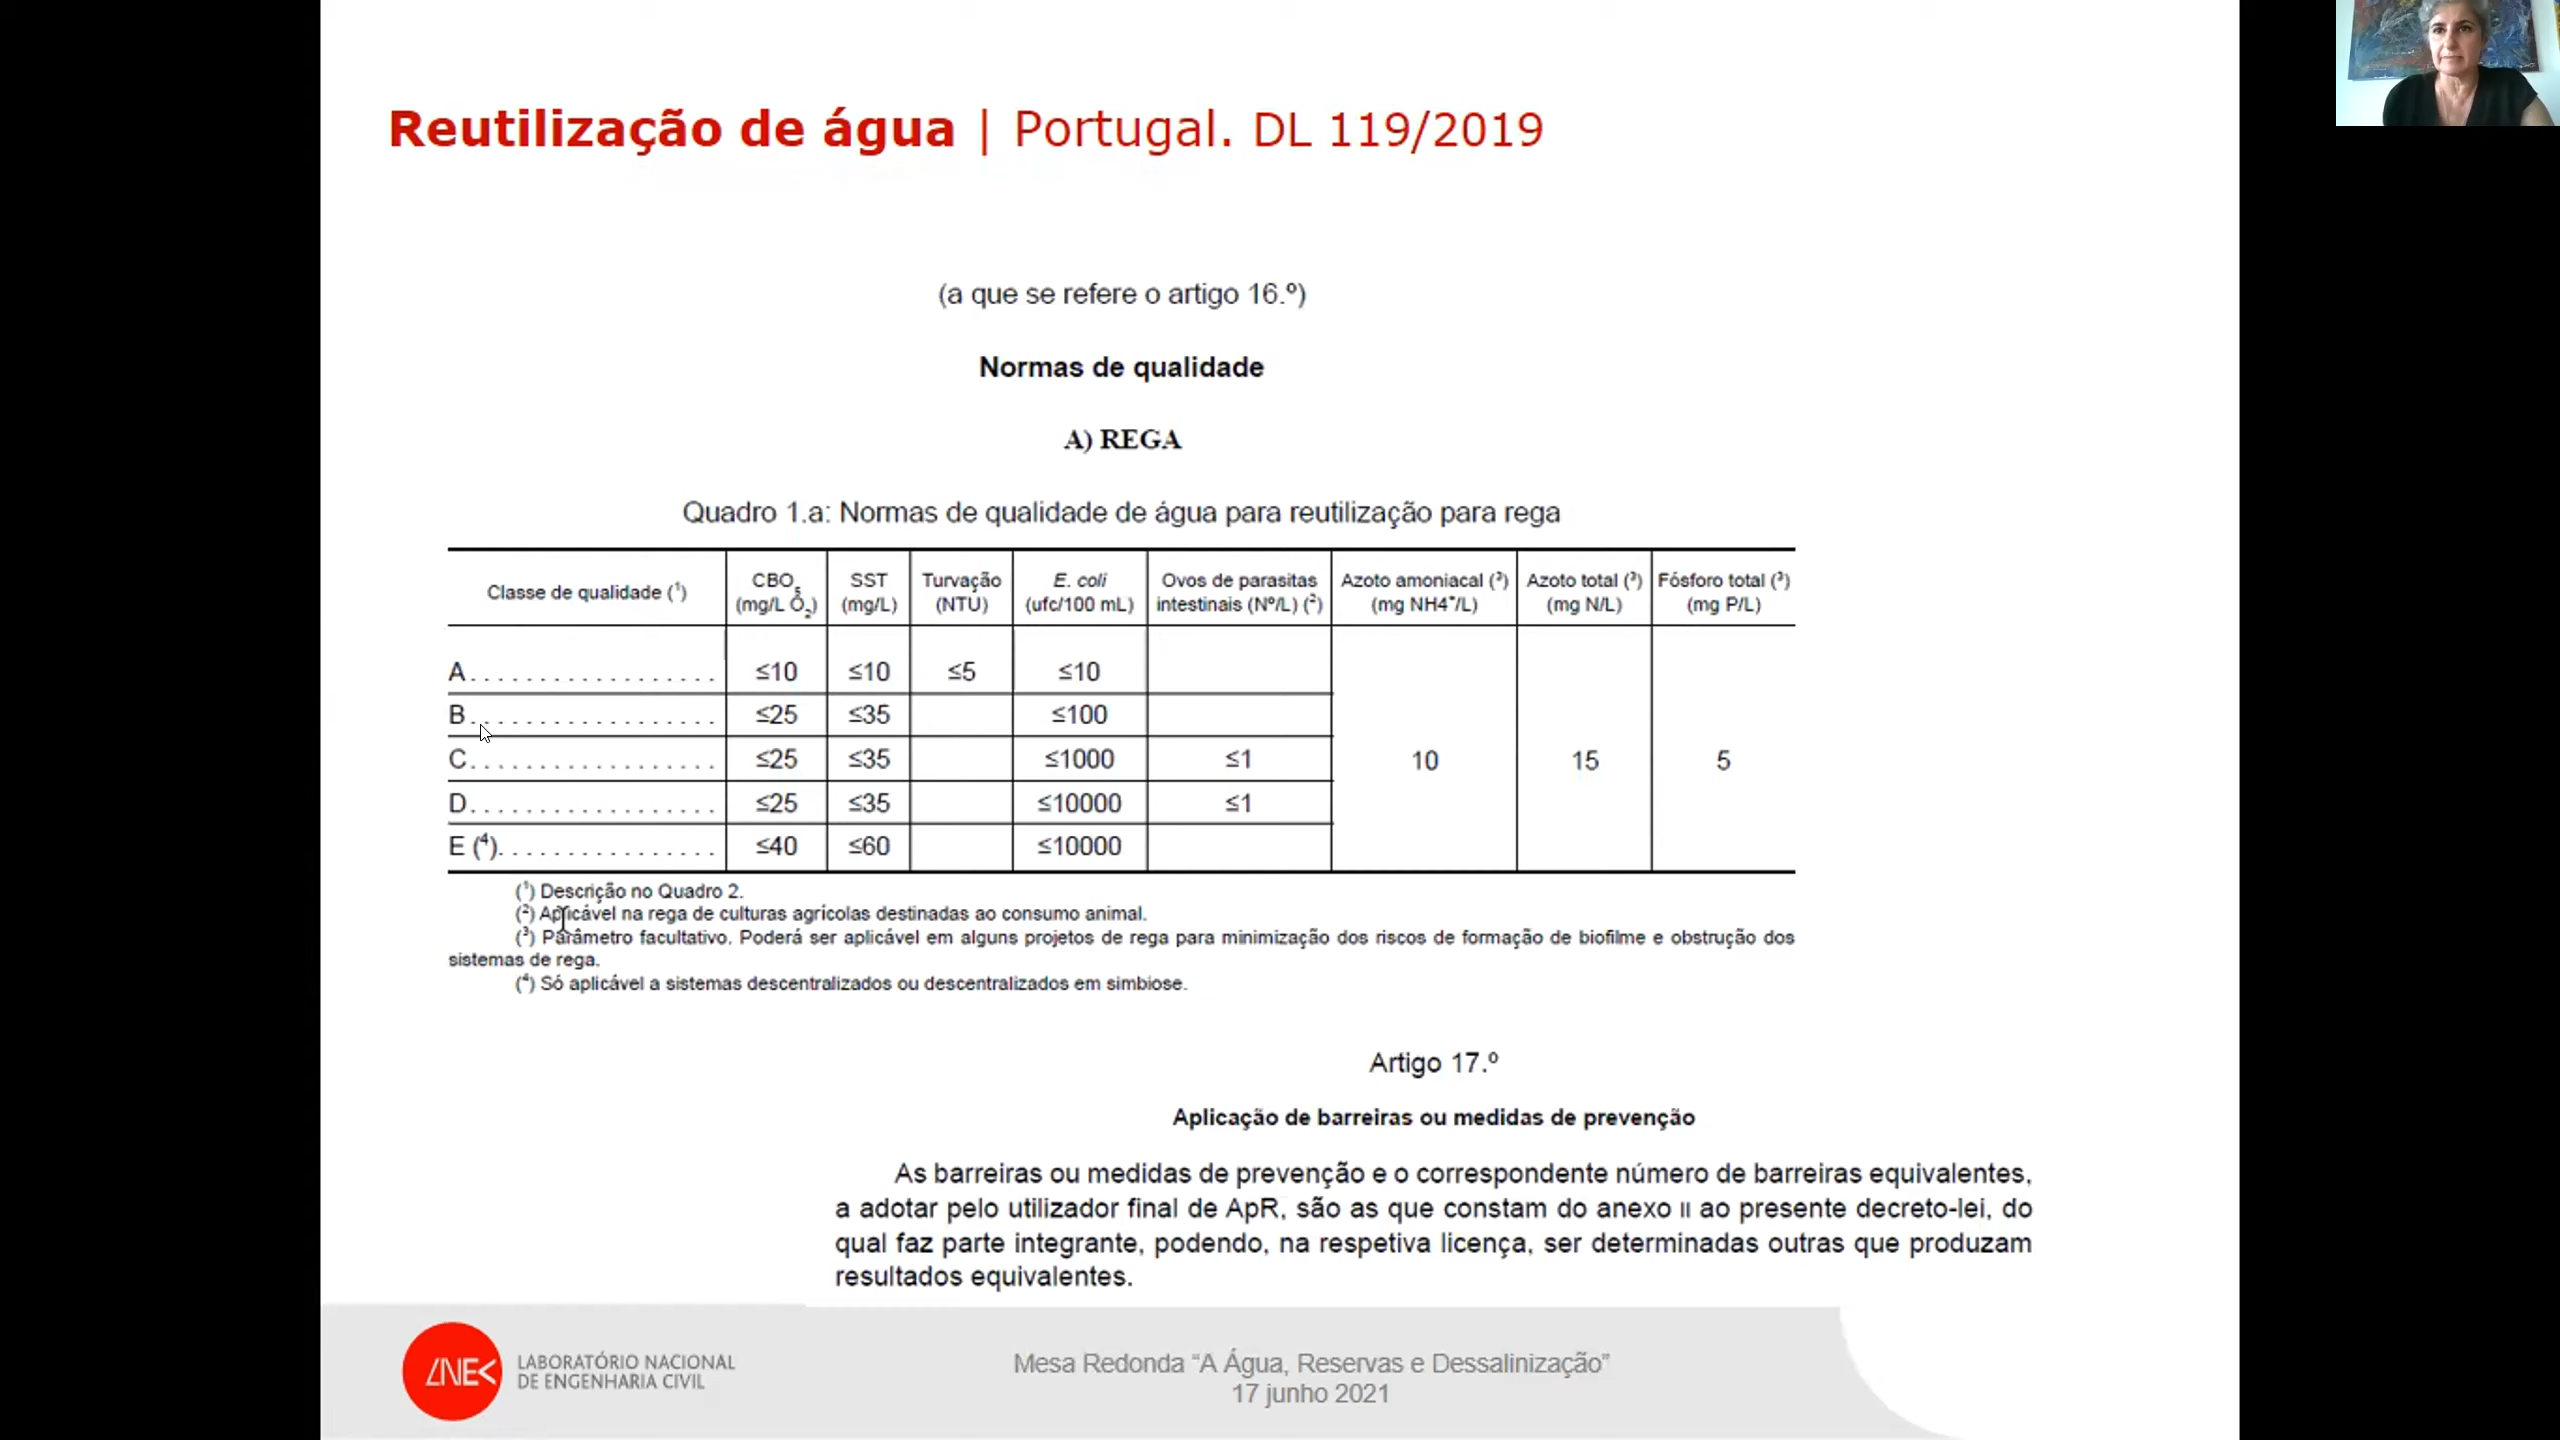 Reutilização de água | Portugal. DL 119/2019
(a que se refere o artigo 16.º)
Normas de qualidade
A) REGA
Quadro 1.a: Normas de qualidade de água para reutilização para rega
Classe de qualidade (¹) CBO₅ (mg/L O₂) SST (mg/L) Turvação (NTU) E. coli (ufc/100 mL) Ovos de parasitas intestinais (Nº/L) (²) Azoto amoniacal (³) (mg NH4⁺/L) Azoto total (³) (mg N/L) Fósforo total (³) (mg P/L)
A . . . . . . . . . . . . . . . . . . ≤10 ≤10 ≤5 ≤10
B . . . . . . . . . . . . . . . . . . ≤25 ≤35 ≤100
C . . . . . . . . . . . . . . . . . . ≤25 ≤35 ≤1000 ≤1 10 15 5
D . . . . . . . . . . . . . . . . . . ≤25 ≤35 ≤10000 ≤1
E (⁴). . . . . . . . . . . . . . . . ≤40 ≤60 ≤10000
(¹) Descrição no Quadro 2.
(²) Aplicável na rega de culturas agrícolas destinadas ao consumo animal.
(³) Parâmetro facultativo. Poderá ser aplicável em alguns projetos de rega para minimização dos riscos de formação de biofilme e obstrução dos
sistemas de rega.
(⁴) Só aplicável a sistemas descentralizados ou descentralizados em simbiose.
Artigo 17.º
Aplicação de barreiras ou medidas de prevenção
As barreiras ou medidas de prevenção e o correspondente número de barreiras equivalentes,
a adotar pelo utilizador final de ApR, são as que constam do anexo II ao presente decreto-lei, do
qual faz parte integrante, podendo, na respetiva licença, ser determinadas outras que produzam
resultados equivalentes.
LNEC
LABORATÓRIO NACIONAL
DE ENGENHARIA CIVIL
Mesa Redonda “A Água, Reservas e Dessalinização”
17 junho 2021